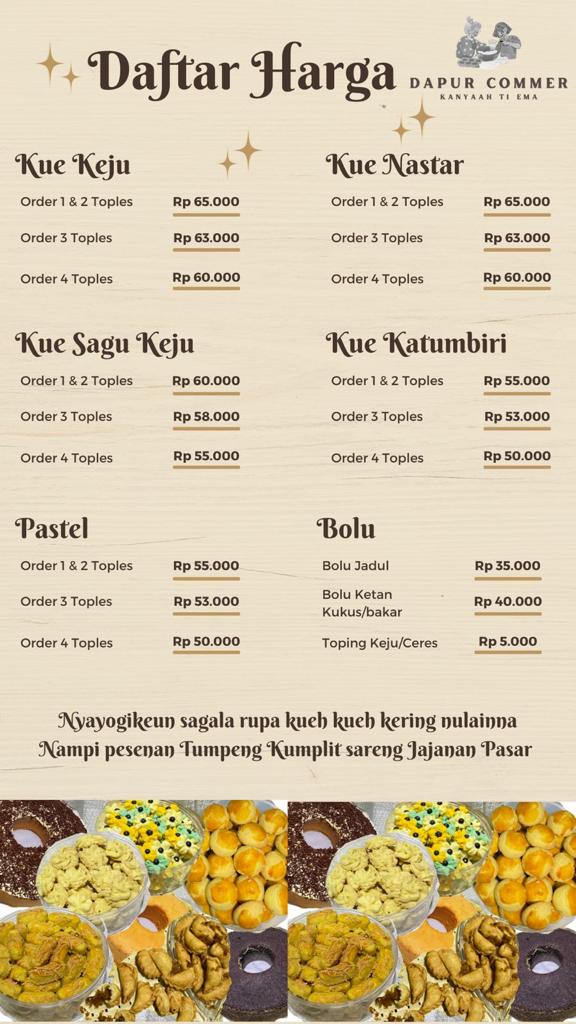 Daftar Harga
DAPUR COMMER
KANYAAH TI EMA
Kue Keju
Order 1 & 2 Toples Rp 65.000
Order 3 Toples Rp 63.000
Order 4 Toples Rp 60.000
Kue Nastar
Order 1 & 2 Toples Rp 65.000
Order 3 Toples Rp 63.000
Order 4 Toples Rp 60.000
Kue Sagu Keju
Order 1 & 2 Toples Rp 60.000
Order 3 Toples Rp 58.000
Order 4 Toples Rp 55.000
Kue Katumbiri
Order 1 & 2 Toples Rp 55.000
Order 3 Toples Rp 53.000
Order 4 Toples Rp 50.000
Pastel
Order 1 & 2 Toples Rp 55.000
Order 3 Toples Rp 53.000
Order 4 Toples Rp 50.000
Bolu
Bolu Jadul Rp 35.000
Bolu Ketan
Kukus/bakar Rp 40.000
Toping Keju/Ceres Rp 5.000
Nyayogikeun sagala rupa kueh kueh kering nulainna
Nampi pesenan Tumpeng Kumplit sareng Jajanan Pasar